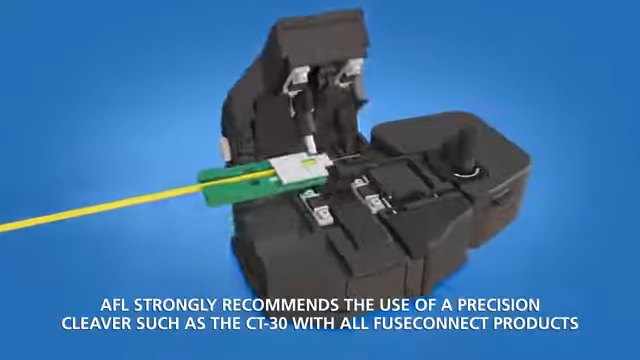 AFL STRONGLY RECOMMENDS THE USE OF A PRECISION
CLEAVER SUCH AS THE CT-30 WITH ALL FUSECONNECT PRODUCTS